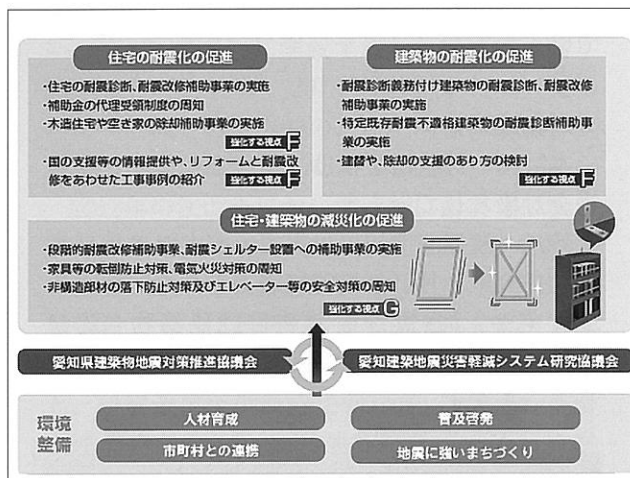 住宅の耐震化の促進
・住宅の耐震診断、耐震改修補助事業の実施
・補助金の代理受領制度の周知
・木造住宅や空き家の除却補助事業の実施
強化する視点 F
・国の支援等の情報提供や、リフォームと耐震改
修をあわせた工事事例の紹介 強化する視点 F
建築物の耐震化の促進
・耐震診断義務付け建築物の耐震診断、耐震改修
補助事業の実施
・特定既存耐震不適格建築物の耐震診断補助事
業の実施
・建替や、除却の支援のあり方の検討
強化する視点 F
住宅・建築物の減災化の促進
・段階的耐震改修補助事業、耐震シェルター設置への補助事業の実施
・家具等の転倒防止対策、電気火災対策の周知
・非構造部材の落下防止対策及びエレベーター等の安全対策の周知
強化する視点 G
愛知県建築物地震対策推進協議会
愛知建築地震災害軽減システム研究協議会
環境
整備
人材育成
普及啓発
市町村との連携
地震に強いまちづくり